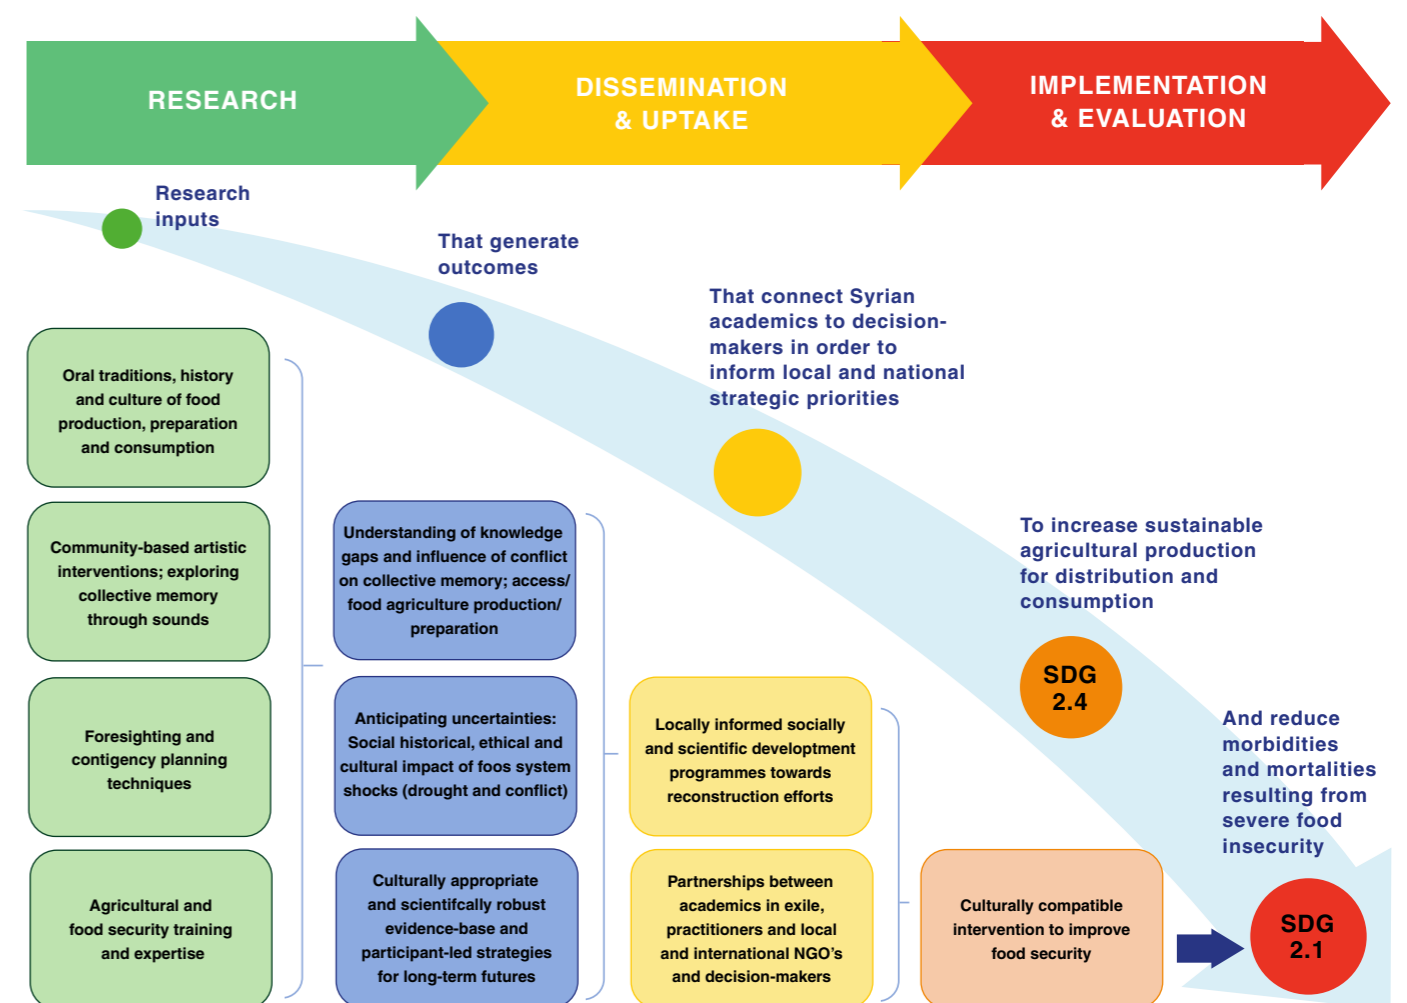 RESEARCH
DISSEMINATION
& UPTAKE
IMPLEMENTATION
& EVALUATION
Research
inputs
That generate
outcomes
That connect Syrian
academics to decision-
makers in order to
inform local and national
strategic priorities
To increase sustainable
agricultural production
for distribution and
consumption
SDG
2.4
And reduce
morbidities
and mortalities
resulting from
severe food
insecurity
SDG
2.1
Oral traditions, history
and culture of food
production, preparation
and consumption
Community-based artistic
interventions; exploring
collective memory
through sounds
Foresighting and
contigency planning
techniques
Agricultural and
food security training
and expertise
Understanding of knowledge
gaps and influence of conflict
on collective memory; access/
food agriculture production/
preparation
Anticipating uncertainties:
Social historical, ethical and
cultural impact of foos system
shocks (drought and conflict)
Culturally appropriate
and scientifcally robust
evidence-base and
participant-led strategies
for long-term futures
Locally informed socially
and scientific developtment
programmes towards
reconstruction efforts
Partnerships between
academics in exile,
practitioners and local
and international NGO's
and decision-makers
Culturally compatible
intervention to improve
food security